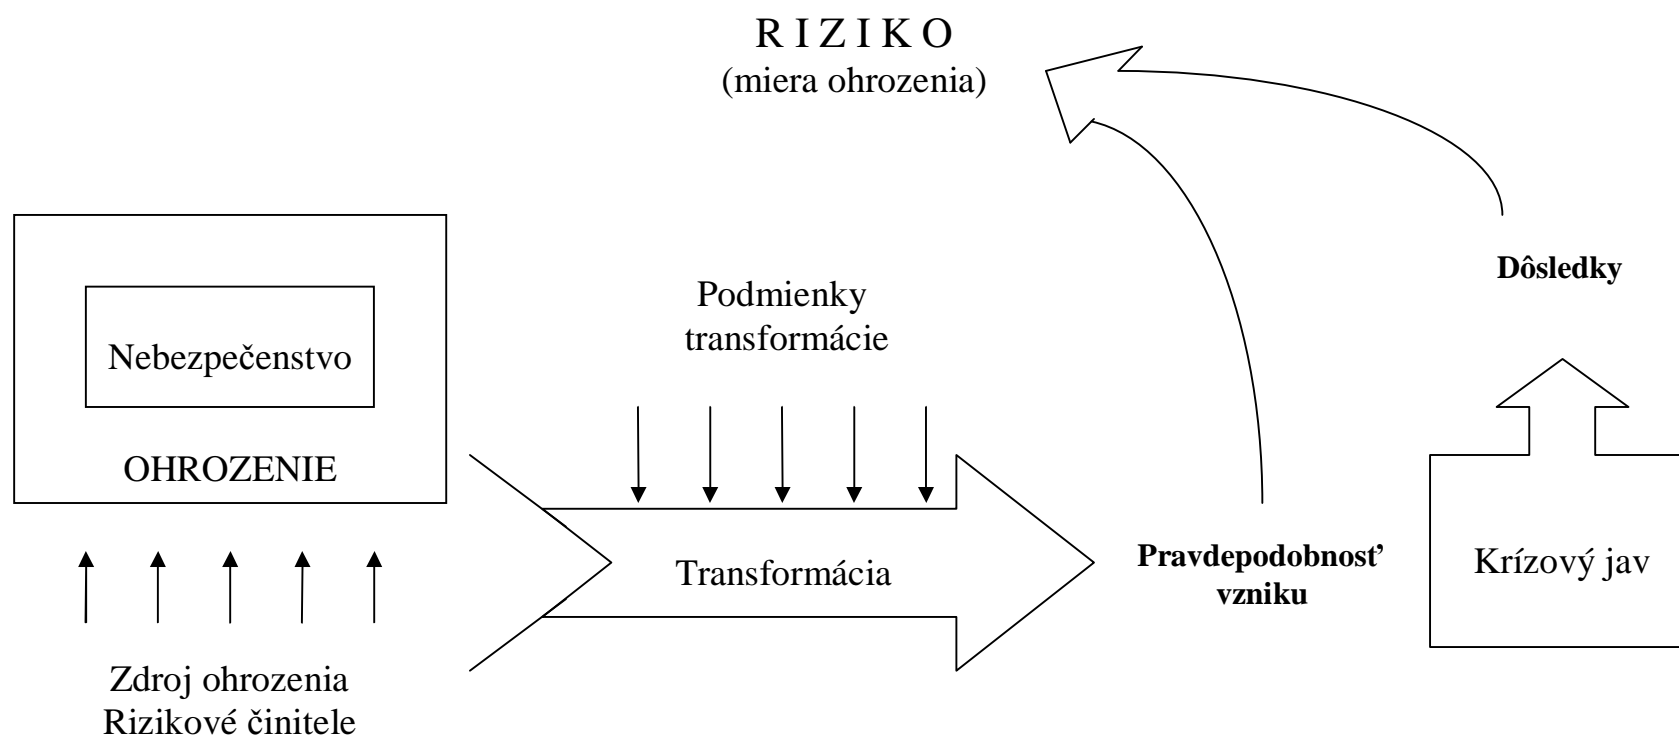 R I Z I K O
(miera ohrozenia)
Dôsledky
Podmienky
transformácie
Nebezpečenstvo
OHROZENIE
Transformácia
Pravdepodobnosť
vzniku
Krízový jav
Zdroj ohrozenia
Rizikové činitele